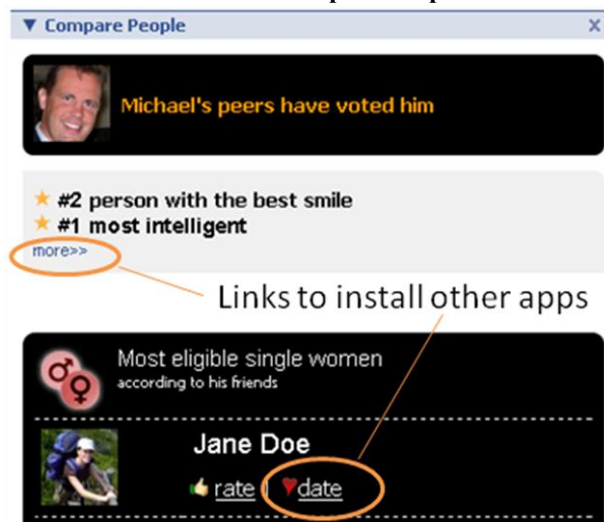 ▼ Compare People x
Michael's peers have voted him
★ #2 person with the best smile
★ #1 most intelligent
more>>
Links to install other apps
Most eligible single women
according to his friends
Jane Doe
rate | date